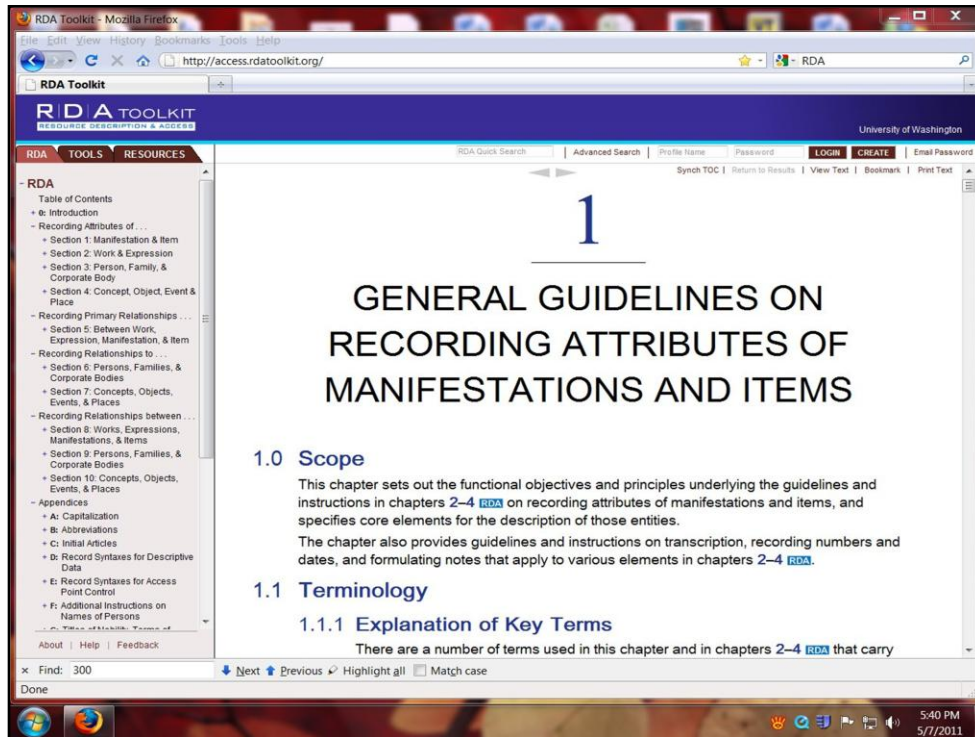 RDA Toolkit - Mozilla Firefox
File Edit View History Bookmarks Tools Help
http://access.rdatoolkit.org/
RDA
RDA Toolkit
R|D|A TOOLKIT
RESOURCE DESCRIPTION & ACCESS
University of Washington
RDA TOOLS RESOURCES
RDA Quick Search | Advanced Search | Profile Name Password LOGIN CREATE | Email Password
Synch TOC | Return to Results | View Text | Bookmark | Print Text
- RDA
Table of Contents
+ 0: Introduction
- Recording Attributes of . . .
+ Section 1: Manifestation & Item
+ Section 2: Work & Expression
+ Section 3: Person, Family, &
Corporate Body
+ Section 4: Concept, Object, Event &
Place
- Recording Primary Relationships . . .
+ Section 5: Between Work,
Expression, Manifestation, & Item
- Recording Relationships to . . .
+ Section 6: Persons, Families, &
Corporate Bodies
+ Section 7: Concepts, Objects,
Events, & Places
- Recording Relationships between . . .
+ Section 8: Works, Expressions,
Manifestations, & Items
+ Section 9: Persons, Families, &
Corporate Bodies
+ Section 10: Concepts, Objects,
Events, & Places
- Appendices
+ A: Capitalization
+ B: Abbreviations
+ C: Initial Articles
+ D: Record Syntaxes for Descriptive
Data
+ E: Record Syntaxes for Access
Point Control
+ F: Additional Instructions on
Names of Persons
About | Help | Feedback
1
GENERAL GUIDELINES ON
RECORDING ATTRIBUTES OF
MANIFESTATIONS AND ITEMS
1.0 Scope
This chapter sets out the functional objectives and principles underlying the guidelines and
instructions in chapters 2–4 RDA on recording attributes of manifestations and items, and
specifies core elements for the description of those entities.
The chapter also provides guidelines and instructions on transcription, recording numbers and
dates, and formulating notes that apply to various elements in chapters 2–4 RDA.
1.1 Terminology
1.1.1 Explanation of Key Terms
There are a number of terms used in this chapter and in chapters 2–4 RDA that carry
× Find: 300 Next Previous Highlight all Match case
Done
5:40 PM
5/7/2011